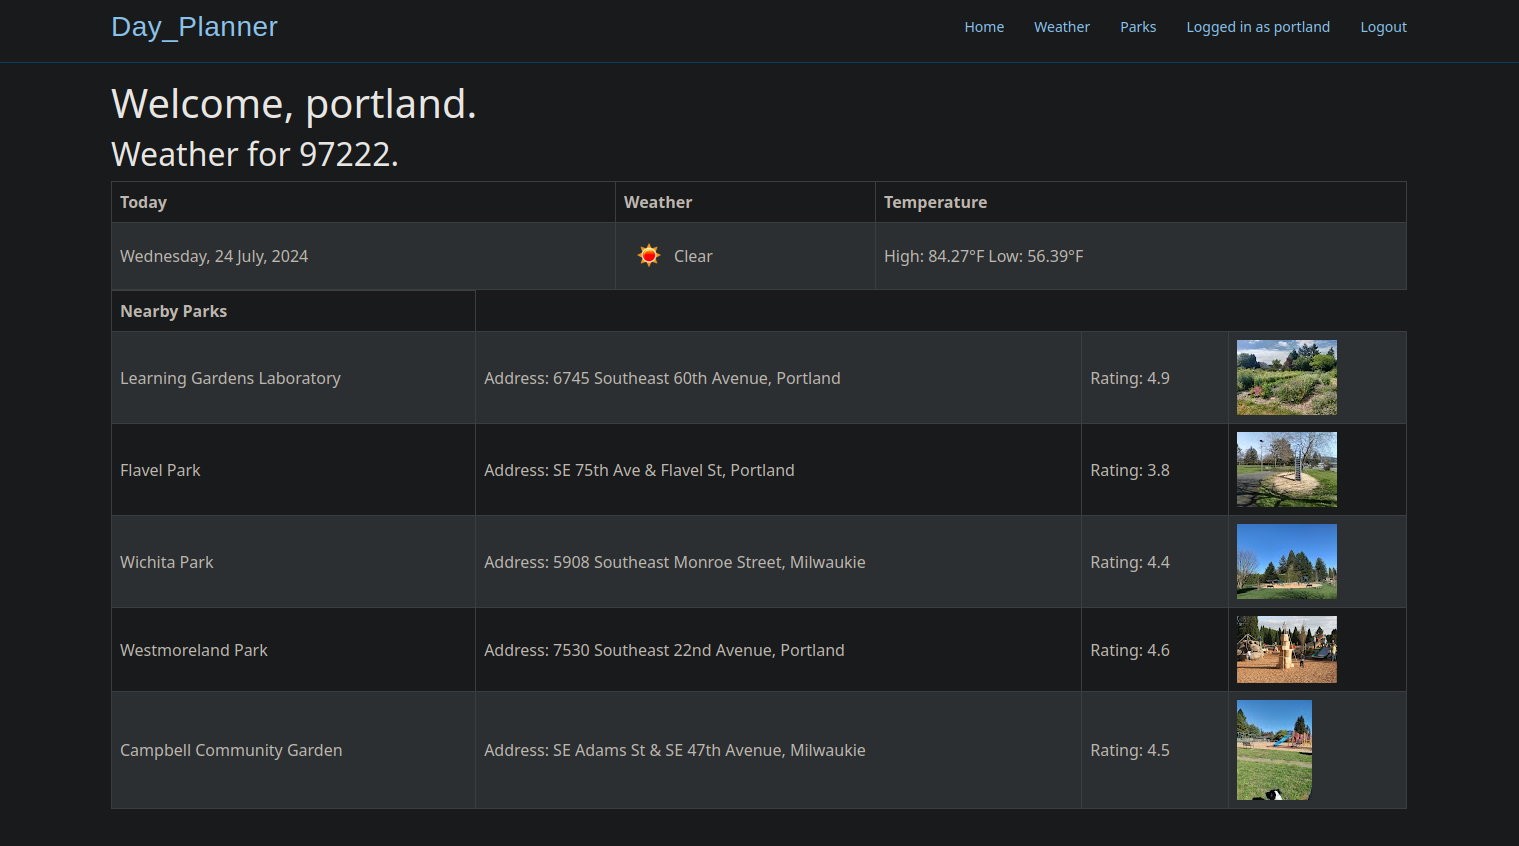 Day_Planner Home Weather Parks Logged in as portland Logout
Welcome, portland.
Weather for 97222.
Today Weather Temperature
Wednesday, 24 July, 2024 Clear High: 84.27°F Low: 56.39°F
Nearby Parks
Learning Gardens Laboratory Address: 6745 Southeast 60th Avenue, Portland Rating: 4.9
Flavel Park Address: SE 75th Ave & Flavel St, Portland Rating: 3.8
Wichita Park Address: 5908 Southeast Monroe Street, Milwaukie Rating: 4.4
Westmoreland Park Address: 7530 Southeast 22nd Avenue, Portland Rating: 4.6
Campbell Community Garden Address: SE Adams St & SE 47th Avenue, Milwaukie Rating: 4.5